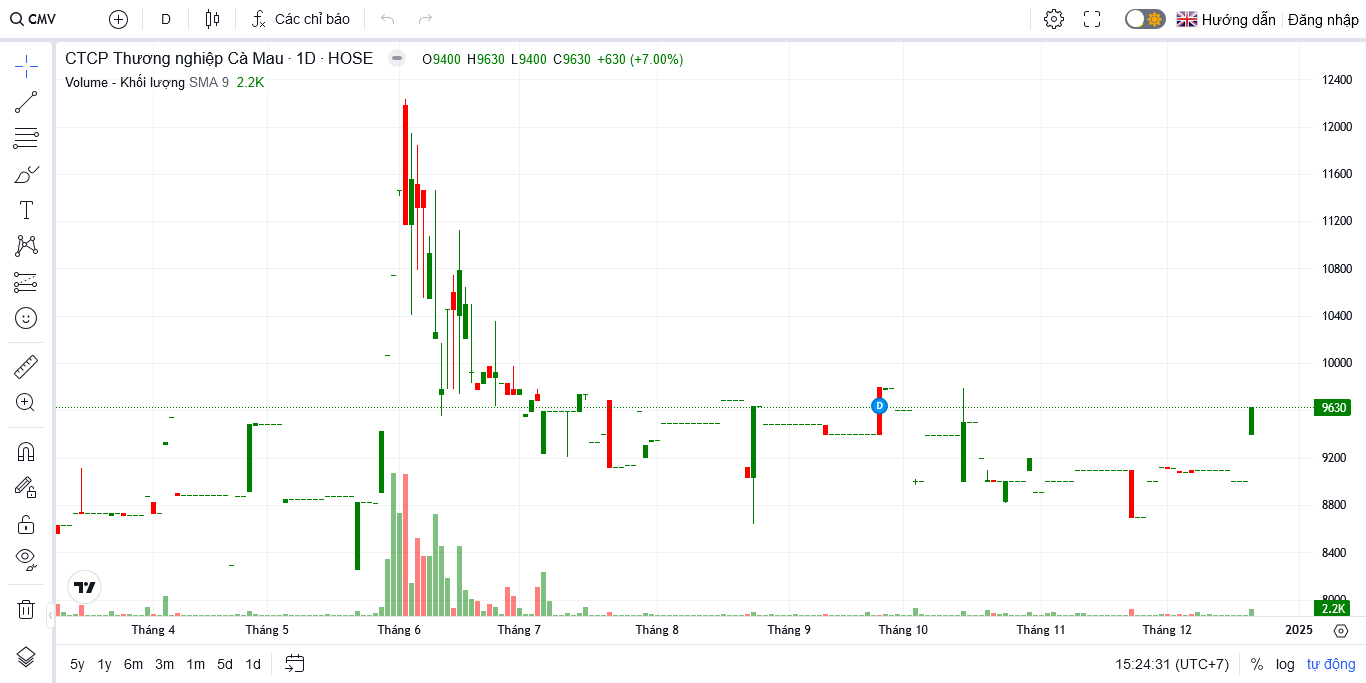 CMV D Các chỉ báo Hướng dẫn Đăng nhập
CTCP Thương nghiệp Cà Mau · 1D · HOSE O9400 H9630 L9400 C9630 +630 (+7.00%)
Volume - Khối lượng SMA 9 2.2K
12400
12000
11600
11200
10800
10400
10000
D
9630
9200
8800
8400
8000
2.2K
Tháng 4 Tháng 5 Tháng 6 Tháng 7 Tháng 8 Tháng 9 Tháng 10 Tháng 11 Tháng 12 2025
5y 1y 6m 3m 1m 5d 1d 15:24:31 (UTC+7) % log tự động